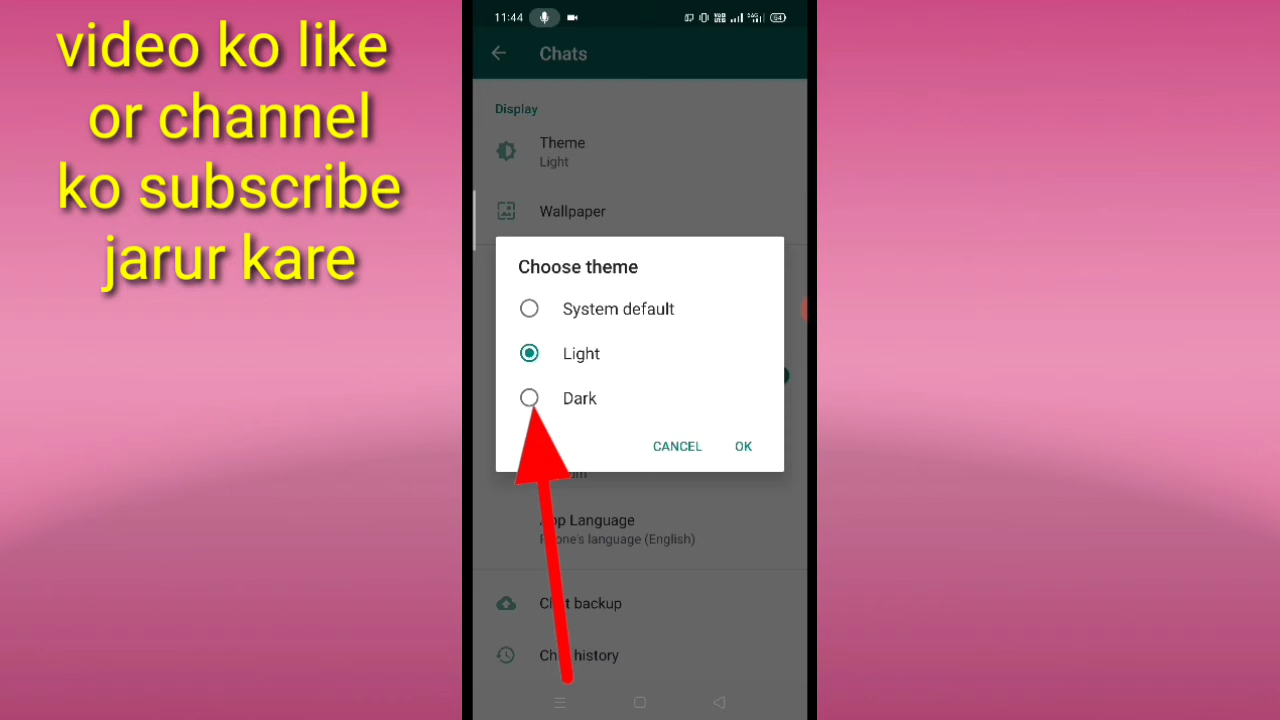 video ko like
or channel
ko subscribe
jarur kare
11:44
64
Chats
Display
Theme
Light
Wallpaper
Choose theme
System default
Light
Dark
CANCEL
OK
App Language
Phone's language (English)
Chat backup
Chat history